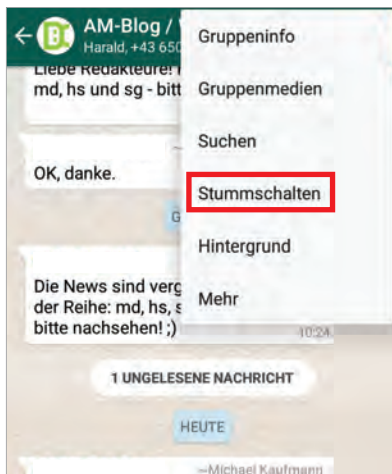 AM-Blog /
Harald, +43 650
Liebe Redakteure!
md, hs und sg - bitt
OK, danke.
G
Die News sind verg
der Reihe: md, hs, s
bitte nachsehen! ;)
10:24
1 UNGELESENE NACHRICHT
HEUTE
~Michael Kaufmann
Gruppeninfo
Gruppenmedien
Suchen
Stummschalten
Hintergrund
Mehr